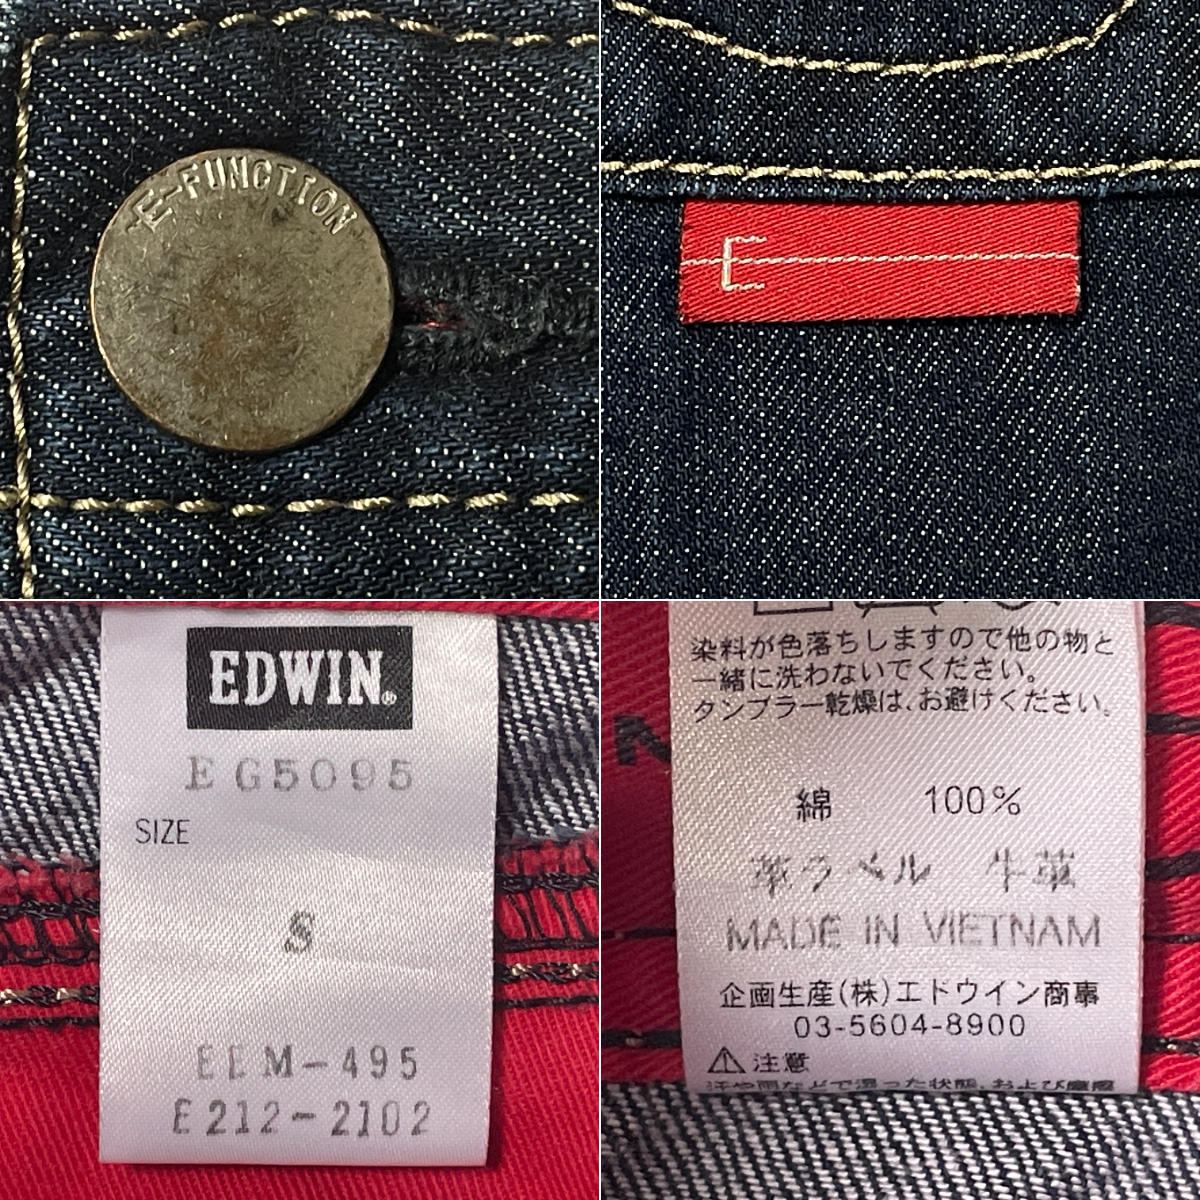 E-FUNCTION
E
EDWIN®
EG5095
SIZE
S
EEM-495
E212-2102
染料が色落ちしますので他の物と
一緒に洗わないでください。
タンブラー乾燥は、お避けください。
綿 100%
革ラベル 牛革
MADE IN VIETNAM
企画生産(株)エドウイン商事
03-5604-8900
⚠注意
N